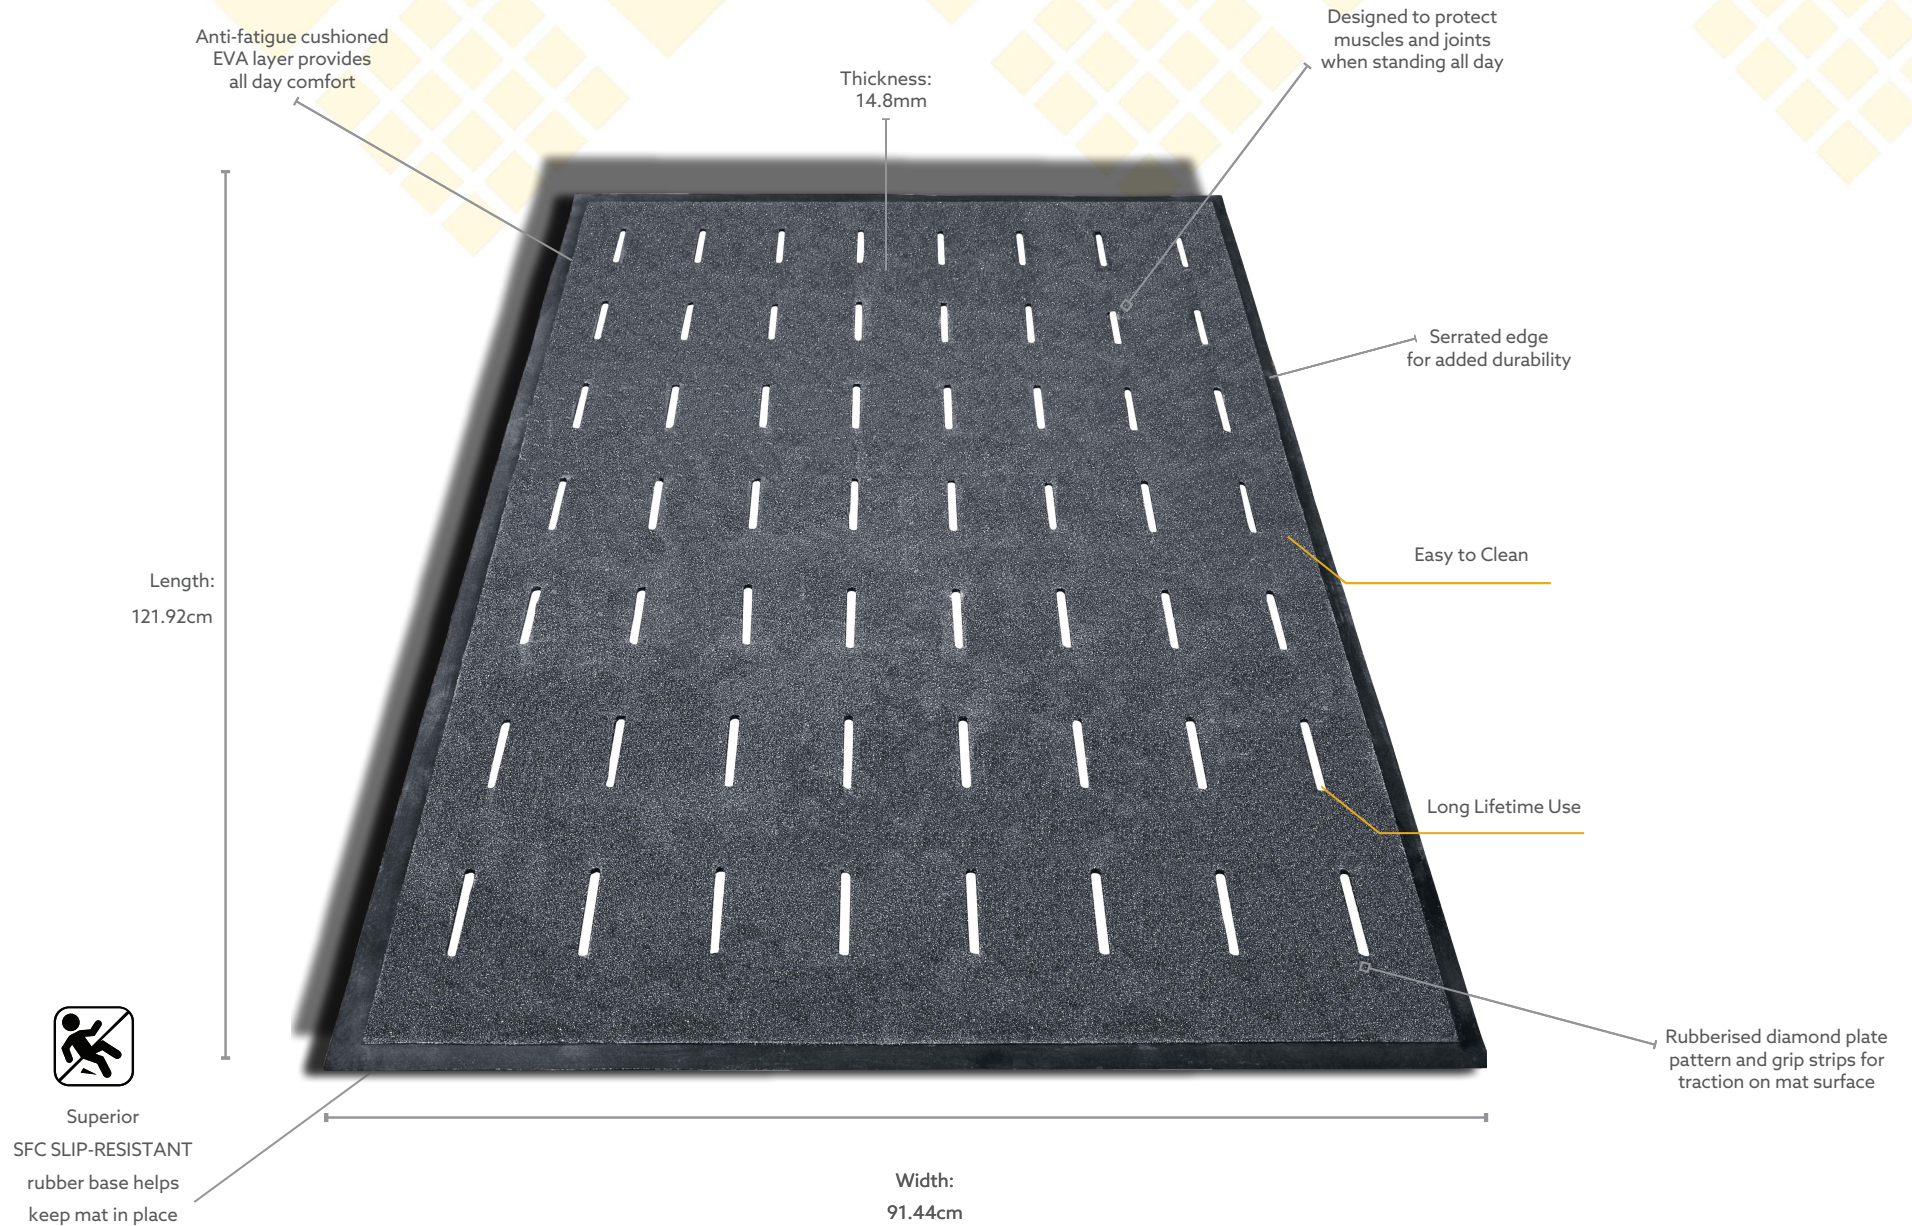 Anti-fatigue cushioned
EVA layer provides
all day comfort
Thickness:
14.8mm
Designed to protect
muscles and joints
when standing all day
Serrated edge
for added durability
Easy to Clean
Length:
121.92cm
Long Lifetime Use
Rubberised diamond plate
pattern and grip strips for
traction on mat surface
Superior
SFC SLIP-RESISTANT
rubber base helps
keep mat in place
Width:
91.44cm